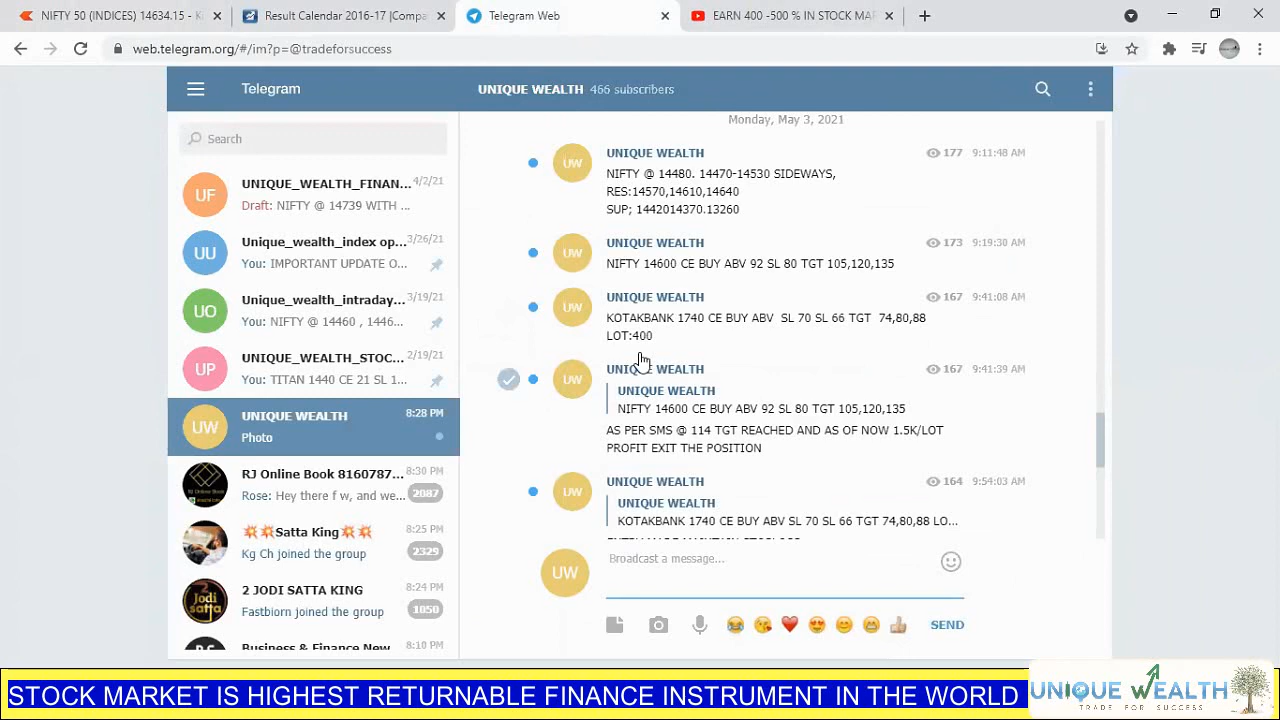 NIFTY 50 (INDICES) 14634.15 -
Result Calendar 2016-17 |Compa
Telegram Web
EARN 400 -500 % IN STOCK MAR
web.telegram.org/#/im?p=@tradeforsuccess
Telegram
UNIQUE WEALTH 466 subscribers
Search
UF
UNIQUE_WEALTH_FINAN... 4/2/21
Draft: NIFTY @ 14739 WITH ...
UU
Unique_wealth_index op... 3/26/21
You: IMPORTANT UPDATE O...
UO
Unique_wealth_intraday... 3/19/21
You: NIFTY @ 14460 , 1446...
UP
UNIQUE_WEALTH_STOC... 2/19/21
You: TITAN 1440 CE 21 SL 1...
UW
UNIQUE WEALTH 8:28 PM
Photo
RJ Online Book 8160787... 8:30 PM
Rose: Hey there f w, and we... 2087
Satta King 8:25 PM
Kg Ch joined the group 2329
2 JODI SATTA KING 8:24 PM
Fastbiorn joined the group 1050
Business & Finance New 8:10 PM
Monday, May 3, 2021
UW
UNIQUE WEALTH 177 9:11:48 AM
NIFTY @ 14480. 14470-14530 SIDEWAYS,
RES:14570,14610,14640
SUP; 1442014370.13260
UW
UNIQUE WEALTH 173 9:19:30 AM
NIFTY 14600 CE BUY ABV 92 SL 80 TGT 105,120,135
UW
UNIQUE WEALTH 167 9:41:08 AM
KOTAKBANK 1740 CE BUY ABV SL 70 SL 66 TGT 74,80,88
LOT:400
UW
UNIQUE WEALTH 167 9:41:39 AM
UNIQUE WEALTH
NIFTY 14600 CE BUY ABV 92 SL 80 TGT 105,120,135
AS PER SMS @ 114 TGT REACHED AND AS OF NOW 1.5K/LOT
PROFIT EXIT THE POSITION
UW
UNIQUE WEALTH 164 9:54:03 AM
UNIQUE WEALTH
KOTAKBANK 1740 CE BUY ABV SL 70 SL 66 TGT 74,80,88 LO...
UW
Broadcast a message...
SEND
STOCK MARKET IS HIGHEST RETURNABLE FINANCE INSTRUMENT IN THE WORLD
UNIQUE WEALTH
TRADE FOR SUCCESS